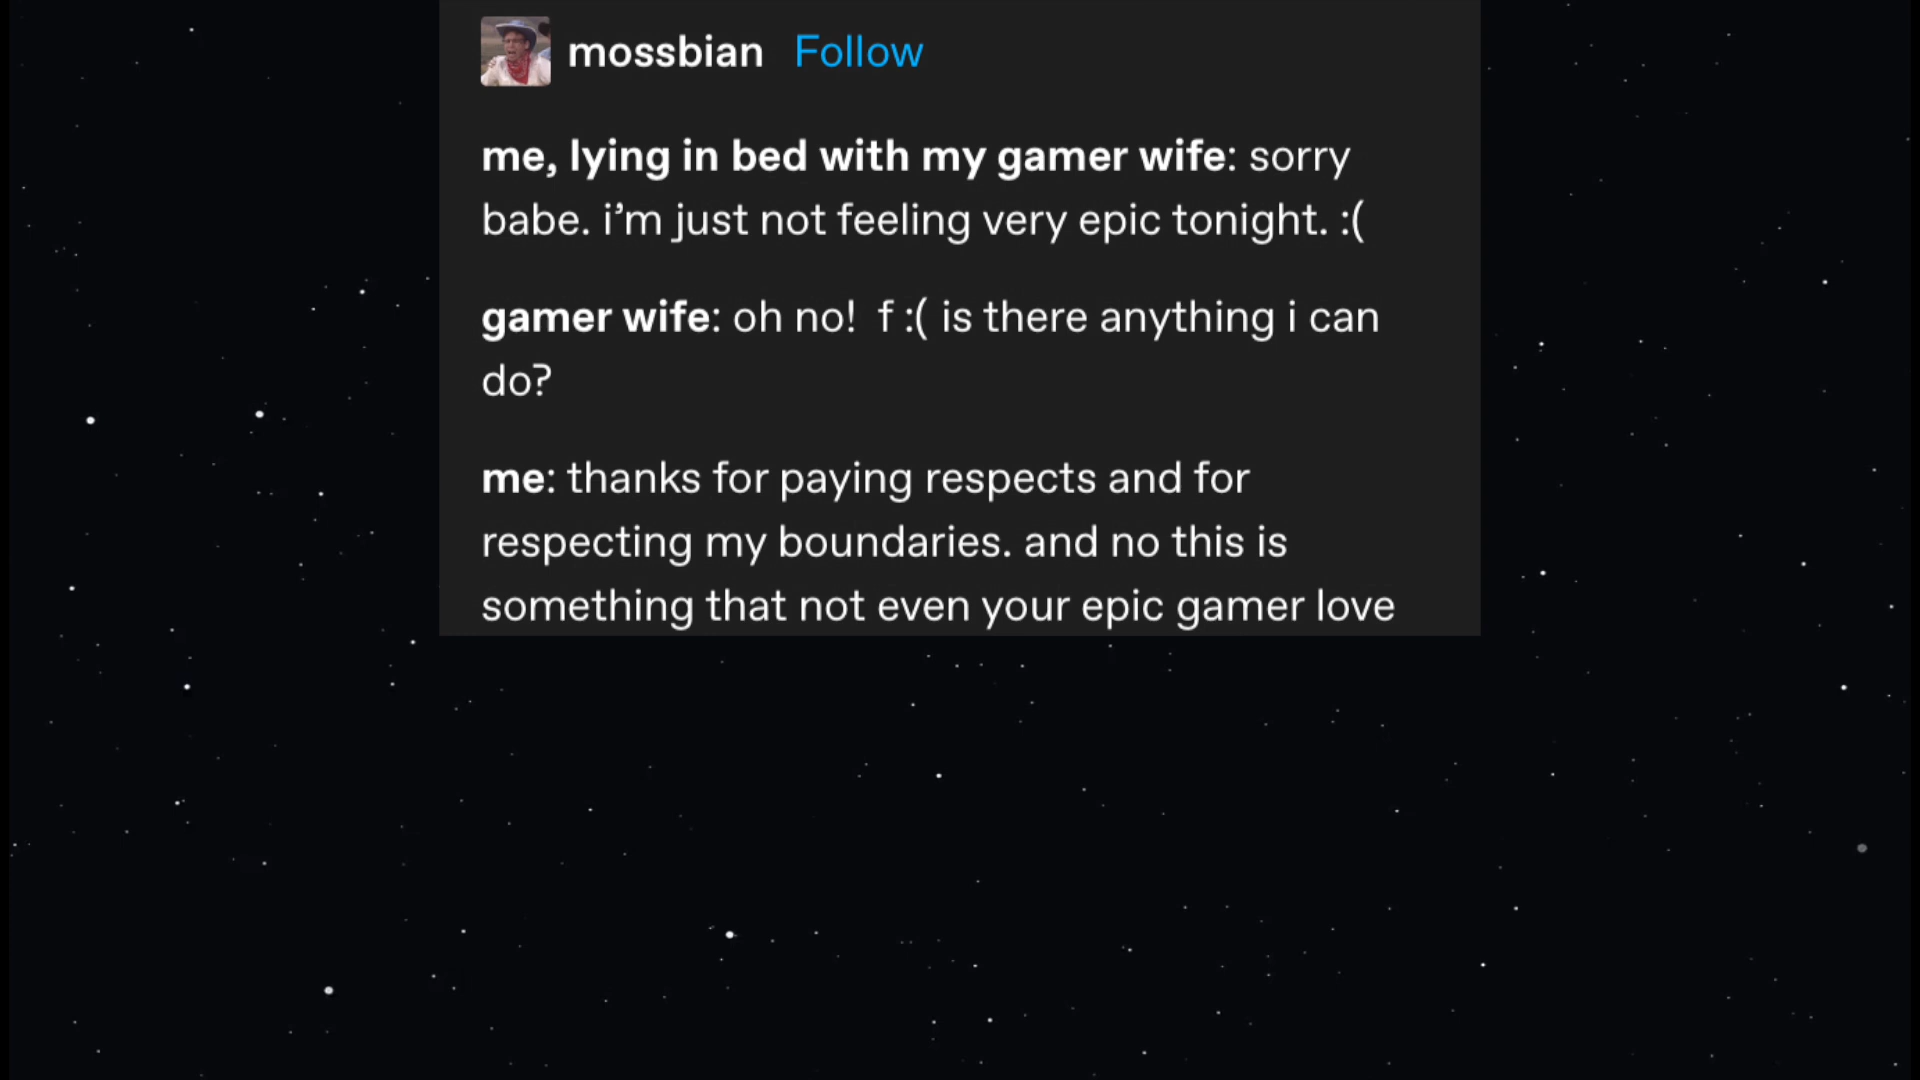 mossbian Follow
me, lying in bed with my gamer wife: sorry
babe. i’m just not feeling very epic tonight. :(
gamer wife: oh no!  f :( is there anything i can
do?
me: thanks for paying respects and for
respecting my boundaries. and no this is
something that not even your epic gamer love